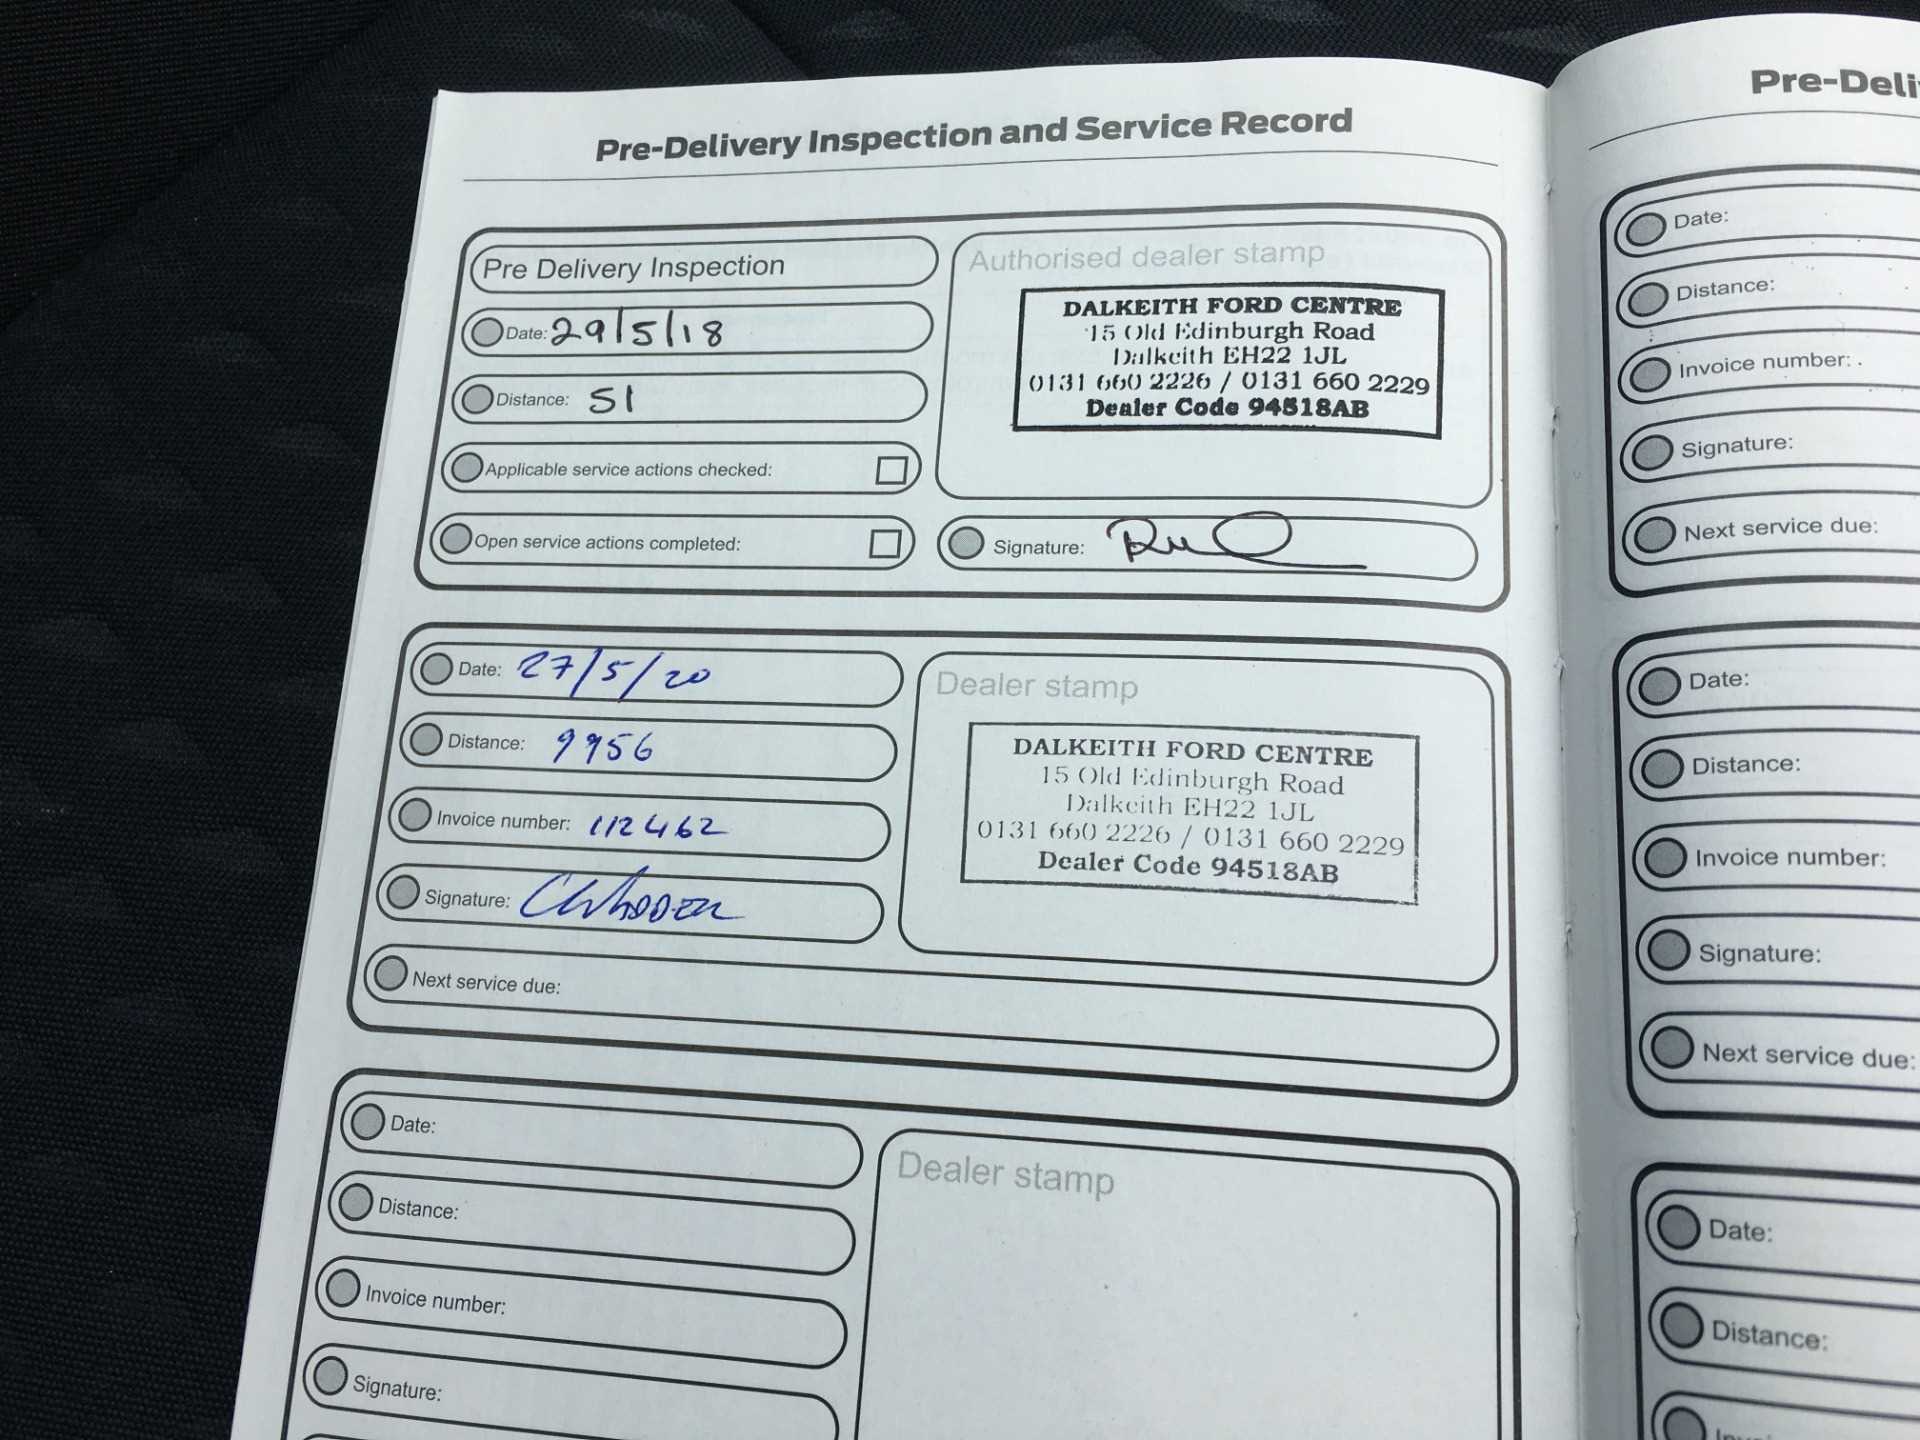 Pre-Delivery Inspection and Service Record
Pre Delivery Inspection
Date: 29/5/18
Distance: 51
Applicable service actions checked:
Open service actions completed:
Authorised dealer stamp
DALKEITH FORD CENTRE
15 Old Edinburgh Road
Dalkeith EH22 1JL
0131 660 2226 / 0131 660 2229
Dealer Code 94518AB
Signature:
Date: 27/5/20
Distance: 9956
Invoice number: 112462
Signature:
Next service due:
Dealer stamp
DALKEITH FORD CENTRE
15 Old Edinburgh Road
Dalkeith EH22 1JL
0131 660 2226 / 0131 660 2229
Dealer Code 94518AB
Date:
Distance:
Invoice number:
Signature:
Dealer stamp
Pre-Deli
Date:
Distance:
Invoice number:
Signature:
Next service due:
Date:
Distance:
Invoice number:
Signature:
Next service due:
Date:
Distance: